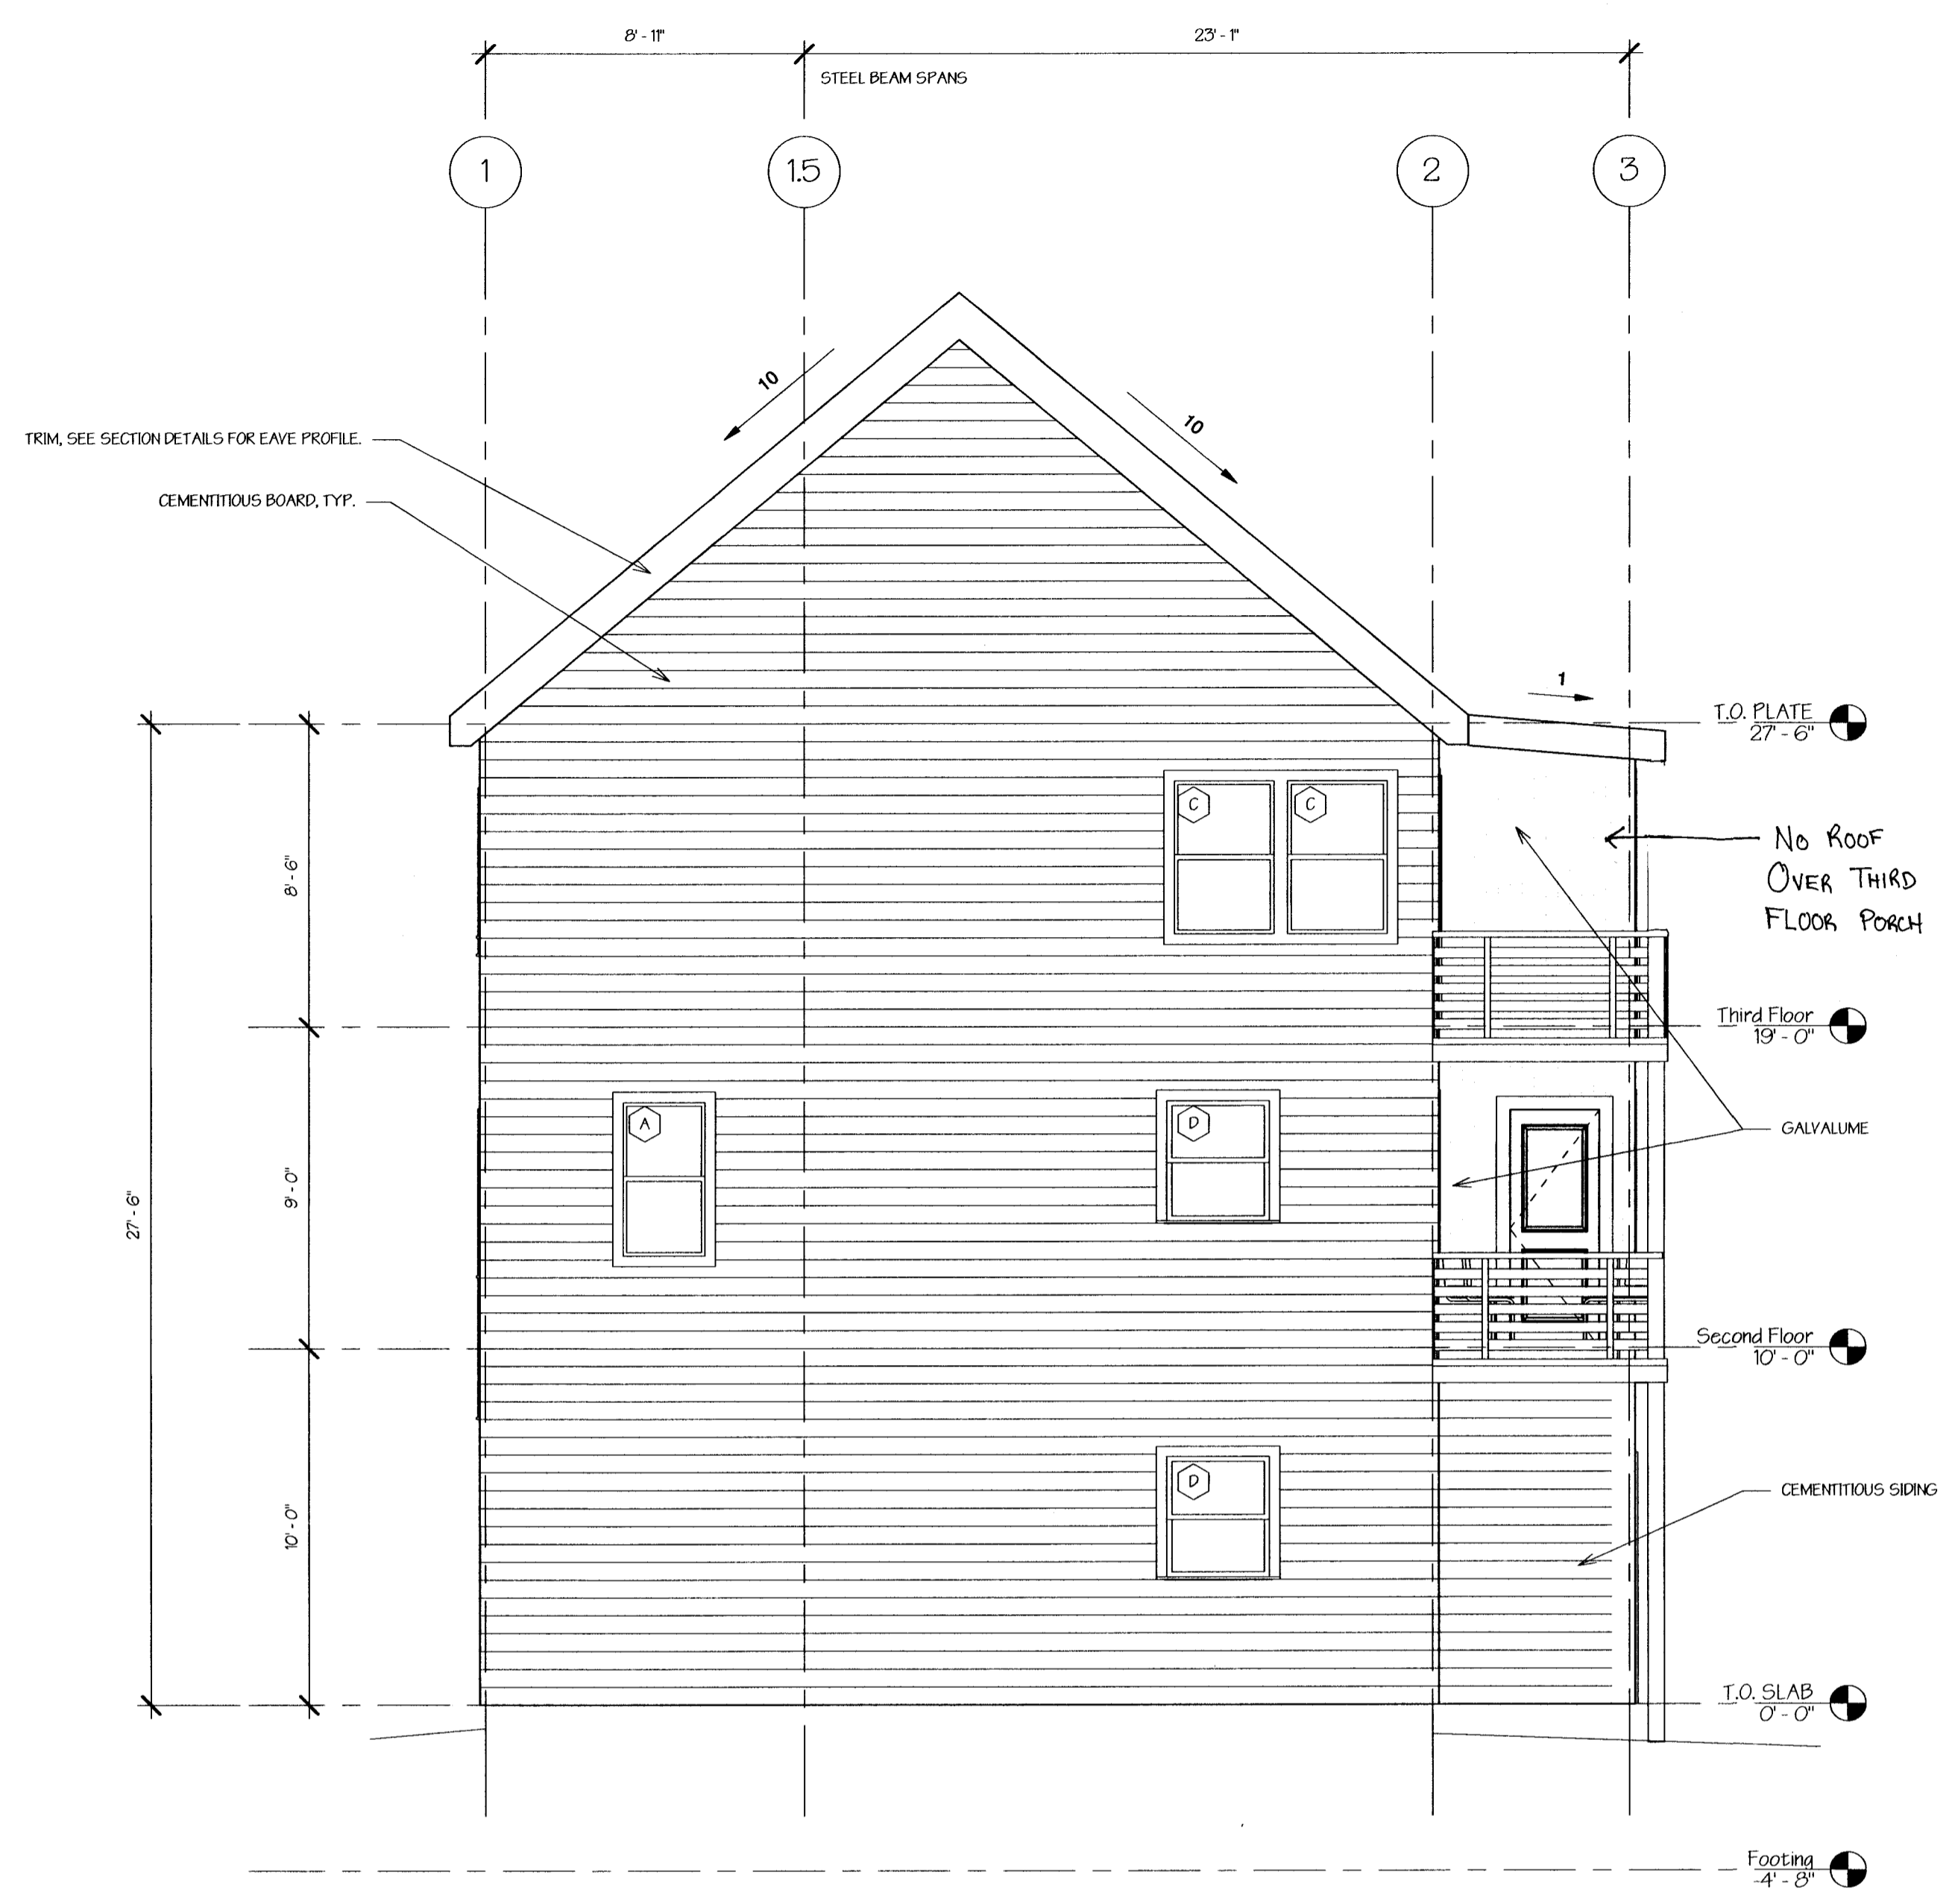 8' - 11"
23' - 1"
STEEL BEAM SPANS
1
1.5
2
3
10
10
TRIM, SEE SECTION DETAILS FOR EAVE PROFILE.
CEMENTITIOUS BOARD, TYP.
1
T.O. PLATE
27' - 6"
C
C
No Roof
Over Third
Floor Porch
8' - 6"
Third Floor
19' - 0"
A
D
GALVALUME
9' - 0"
27' - 6"
Second Floor
10' - 0"
D
CEMENTITIOUS SIDING
10' - 0"
T.O. SLAB
0' - 0"
Footing
-4' - 8"